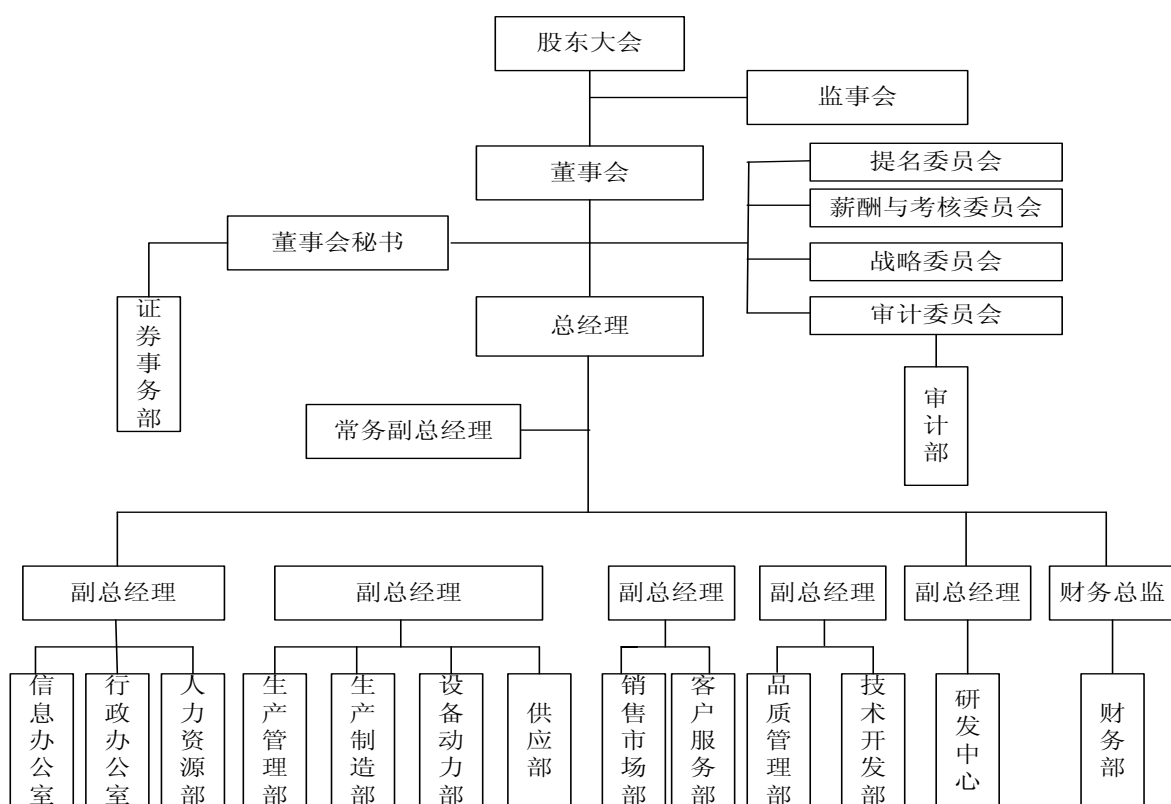 股东大会
监事会
董事会
提名委员会
薪酬与考核委员会
董事会秘书
战略委员会
审计委员会
证券事务部
总经理
审计部
常务副总经理
副总经理
副总经理
副总经理
副总经理
副总经理
财务总监
信息办公室
行政办公室
人力资源部
生产管理部
生产制造部
设备动力部
供应部
销售市场部
客户服务部
品质管理部
技术开发部
研发中心
财务部